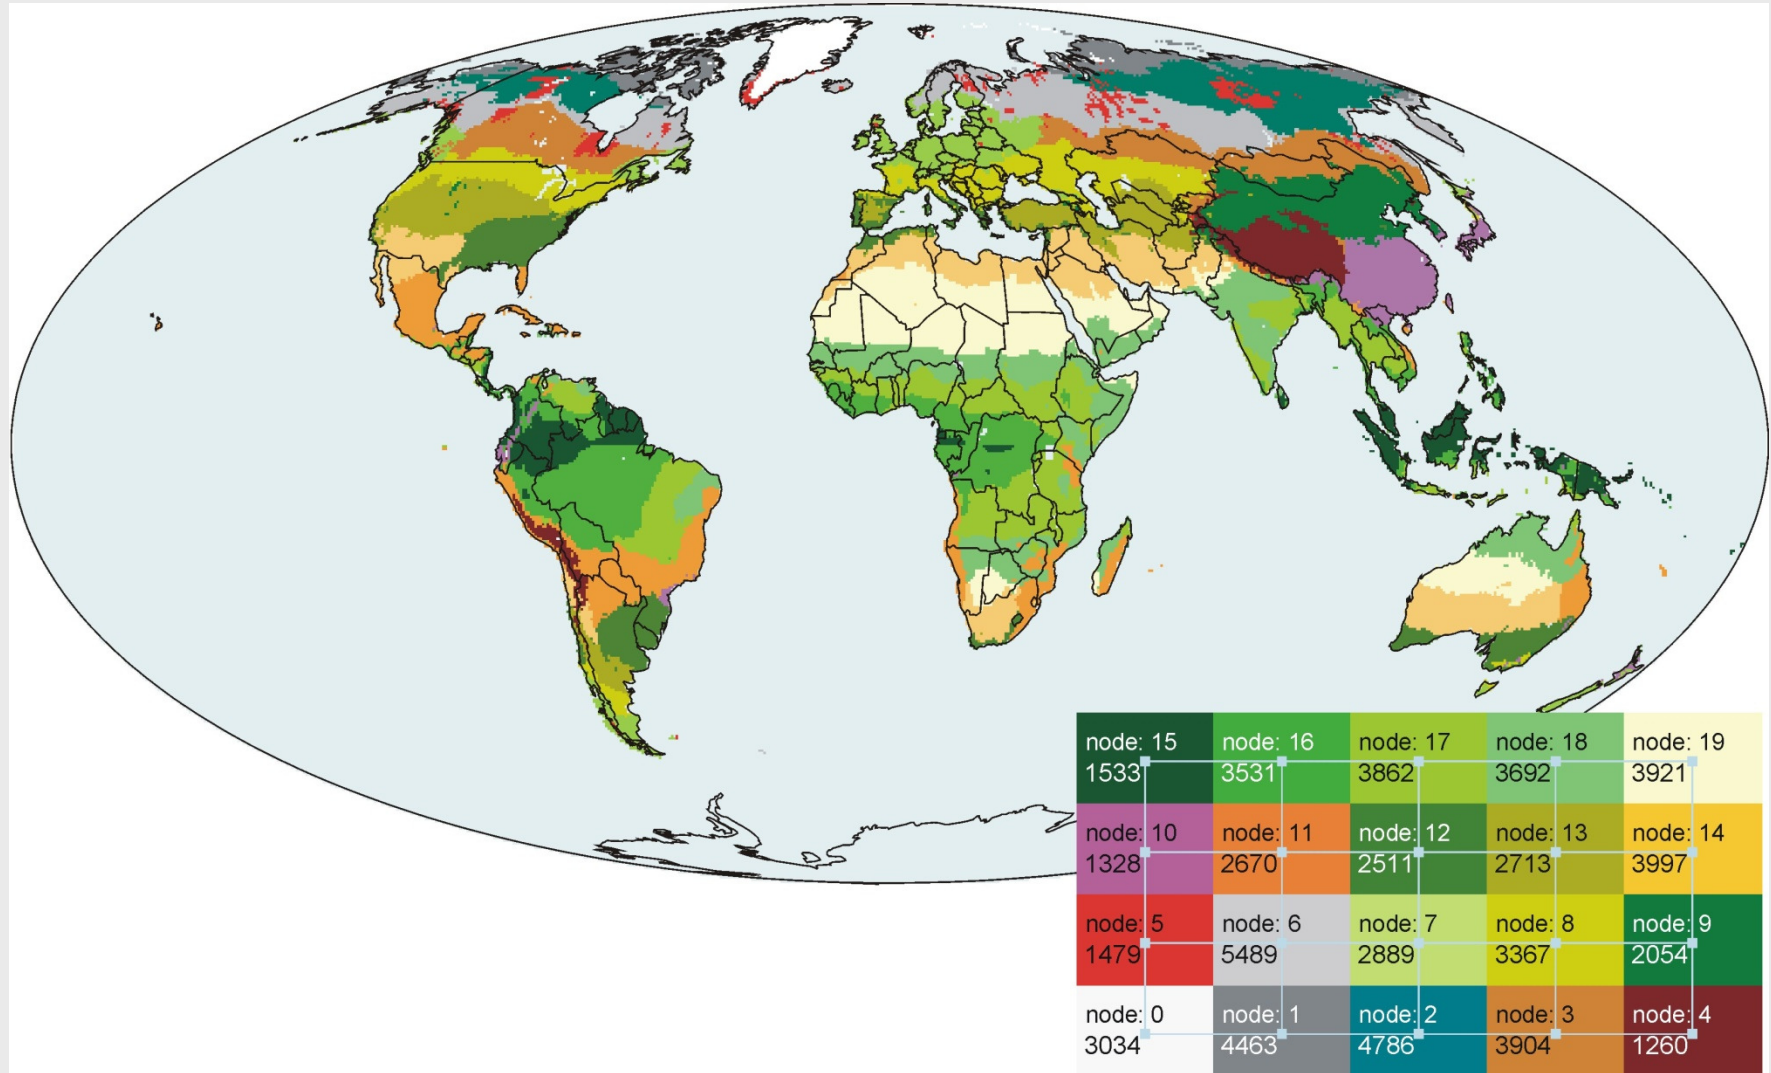 node: 15 node: 16 node: 17 node: 18 node: 19
1533 3531 3862 3692 3921
node: 10 node: 11 node: 12 node: 13 node: 14
1328 2670 2511 2713 3997
node: 5 node: 6 node: 7 node: 8 node: 9
1479 5489 2889 3367 2054
node: 0 node: 1 node: 2 node: 3 node: 4
3034 4463 4786 3904 1260